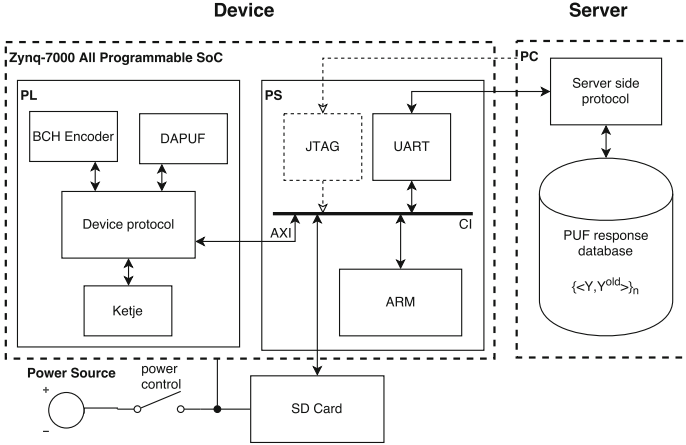 Device
Server
Zynq-7000 All Programmable SoC
PL
BCH Encoder
DAPUF
Device protocol
Ketje
PS
JTAG
UART
AXI
CI
ARM
PC
Server side
protocol
PUF response
database
{<Y,Y^old>}_n
Power Source
+
−
power
control
SD Card